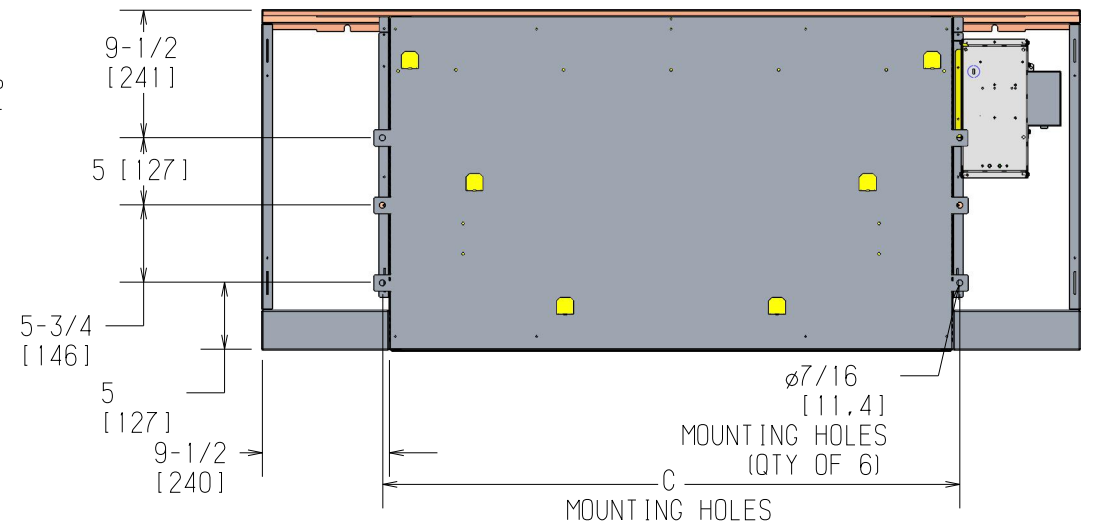 9-1/2
[241]
5 [127]
5-3/4
[146]
5
[127]
9-1/2
[240]
ø7/16
[11,4]
MOUNTING HOLES
(QTY OF 6)
C
MOUNTING HOLES